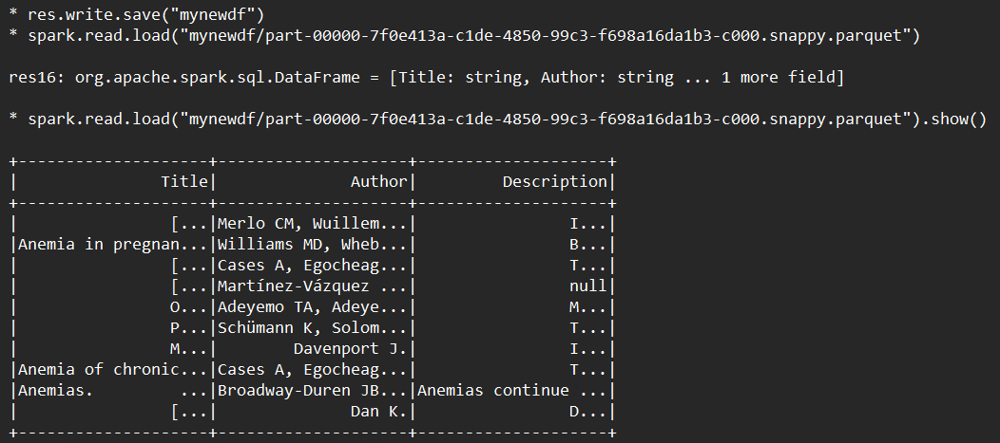 * res.write.save("mynewdf")
* spark.read.load("mynewdf/part-00000-7f0e413a-c1de-4850-99c3-f698a16da1b3-c000.snappy.parquet")
res16: org.apache.spark.sql.DataFrame = [Title: string, Author: string ... 1 more field]
* spark.read.load("mynewdf/part-00000-7f0e413a-c1de-4850-99c3-f698a16da1b3-c000.snappy.parquet").show()
+--------------------+--------------------+--------------------+
|               Title|              Author|         Description|
+--------------------+--------------------+--------------------+
|                [...|Merlo CM, Wuillem...|                I...|
|Anemia in pregnan...|Williams MD, Wheb...|                B...|
|                [...|Cases A, Egocheag...|                T...|
|                [...|Martínez-Vázquez ...|                null|
|                O...|Adeyemo TA, Adeye...|                M...|
|                P...|Schümann K, Solom...|                T...|
|                M...|        Davenport J.|                I...|
|Anemia of chronic...|Cases A, Egocheag...|                T...|
|Anemias.         ...|Broadway-Duren JB...|Anemias continue ...|
|                [...|              Dan K.|                D...|
+--------------------+--------------------+--------------------+